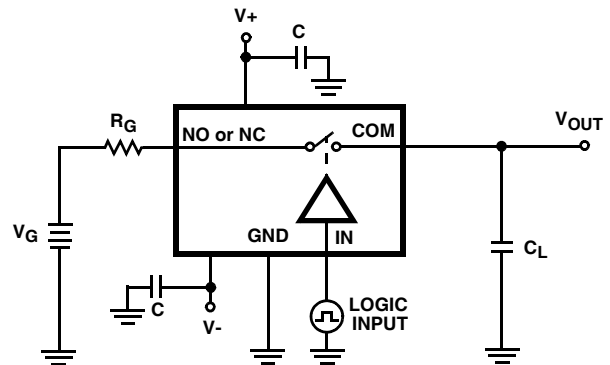 V+
C
RG
NO or NC
COM
VOUT
VG
GND
IN
CL
C
V-
LOGIC
INPUT